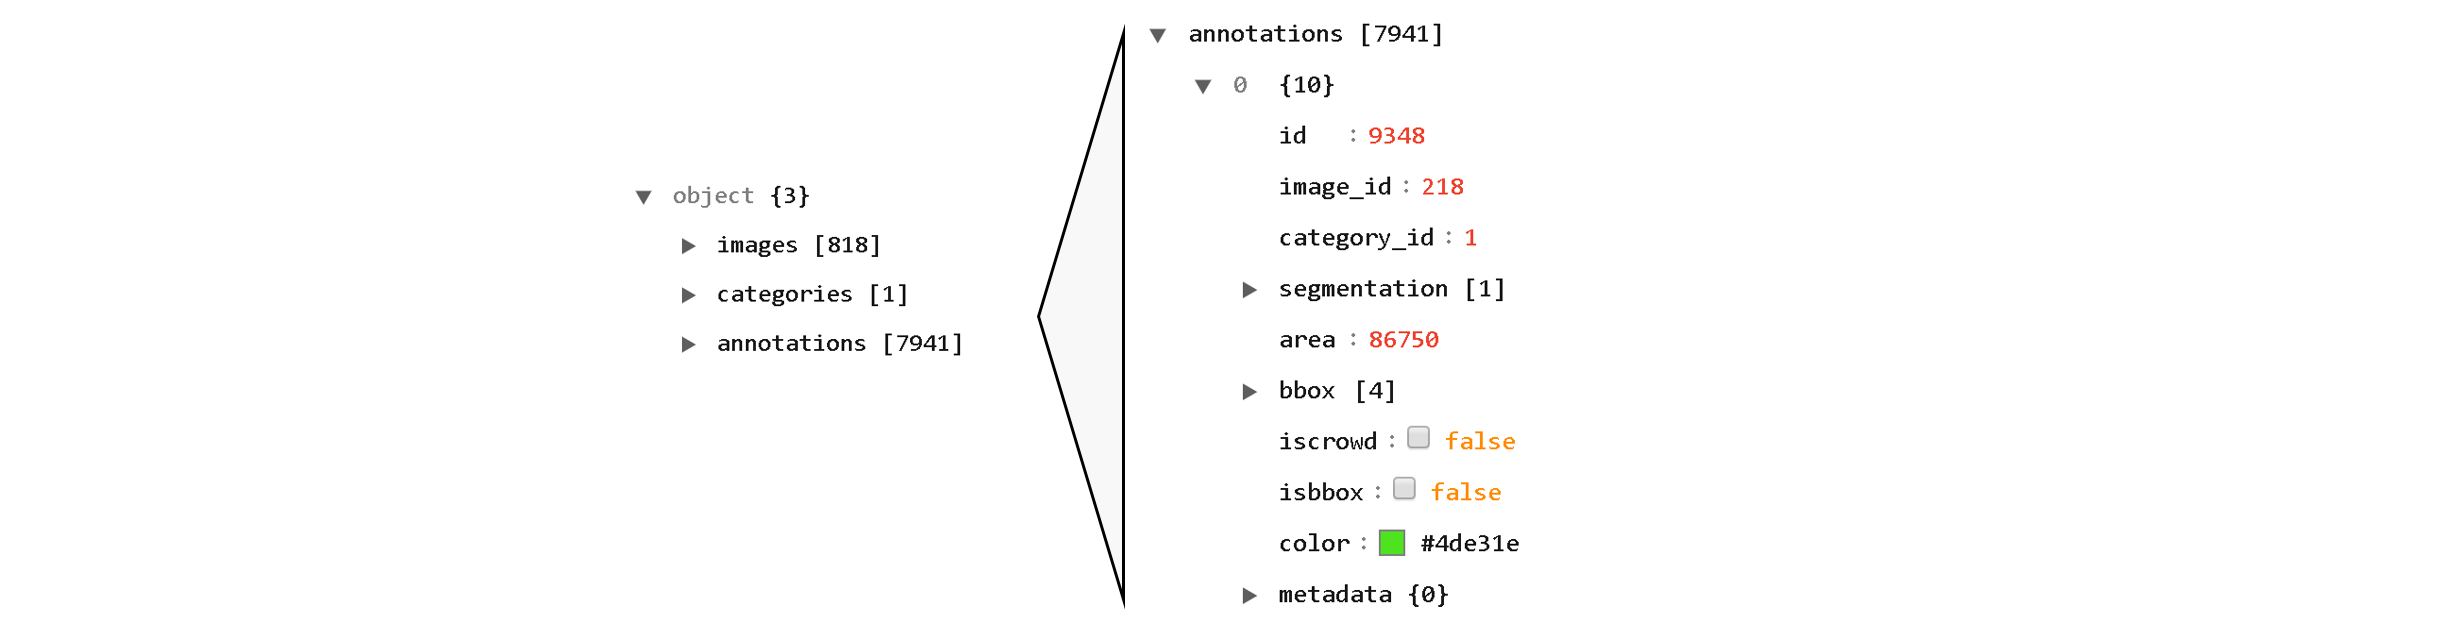 object {3}
images [818]
categories [1]
annotations [7941]
annotations [7941]
0 {10}
id : 9348
image_id : 218
category_id : 1
segmentation [1]
area : 86750
bbox [4]
iscrowd : false
isbbox : false
color : #4de31e
metadata {0}